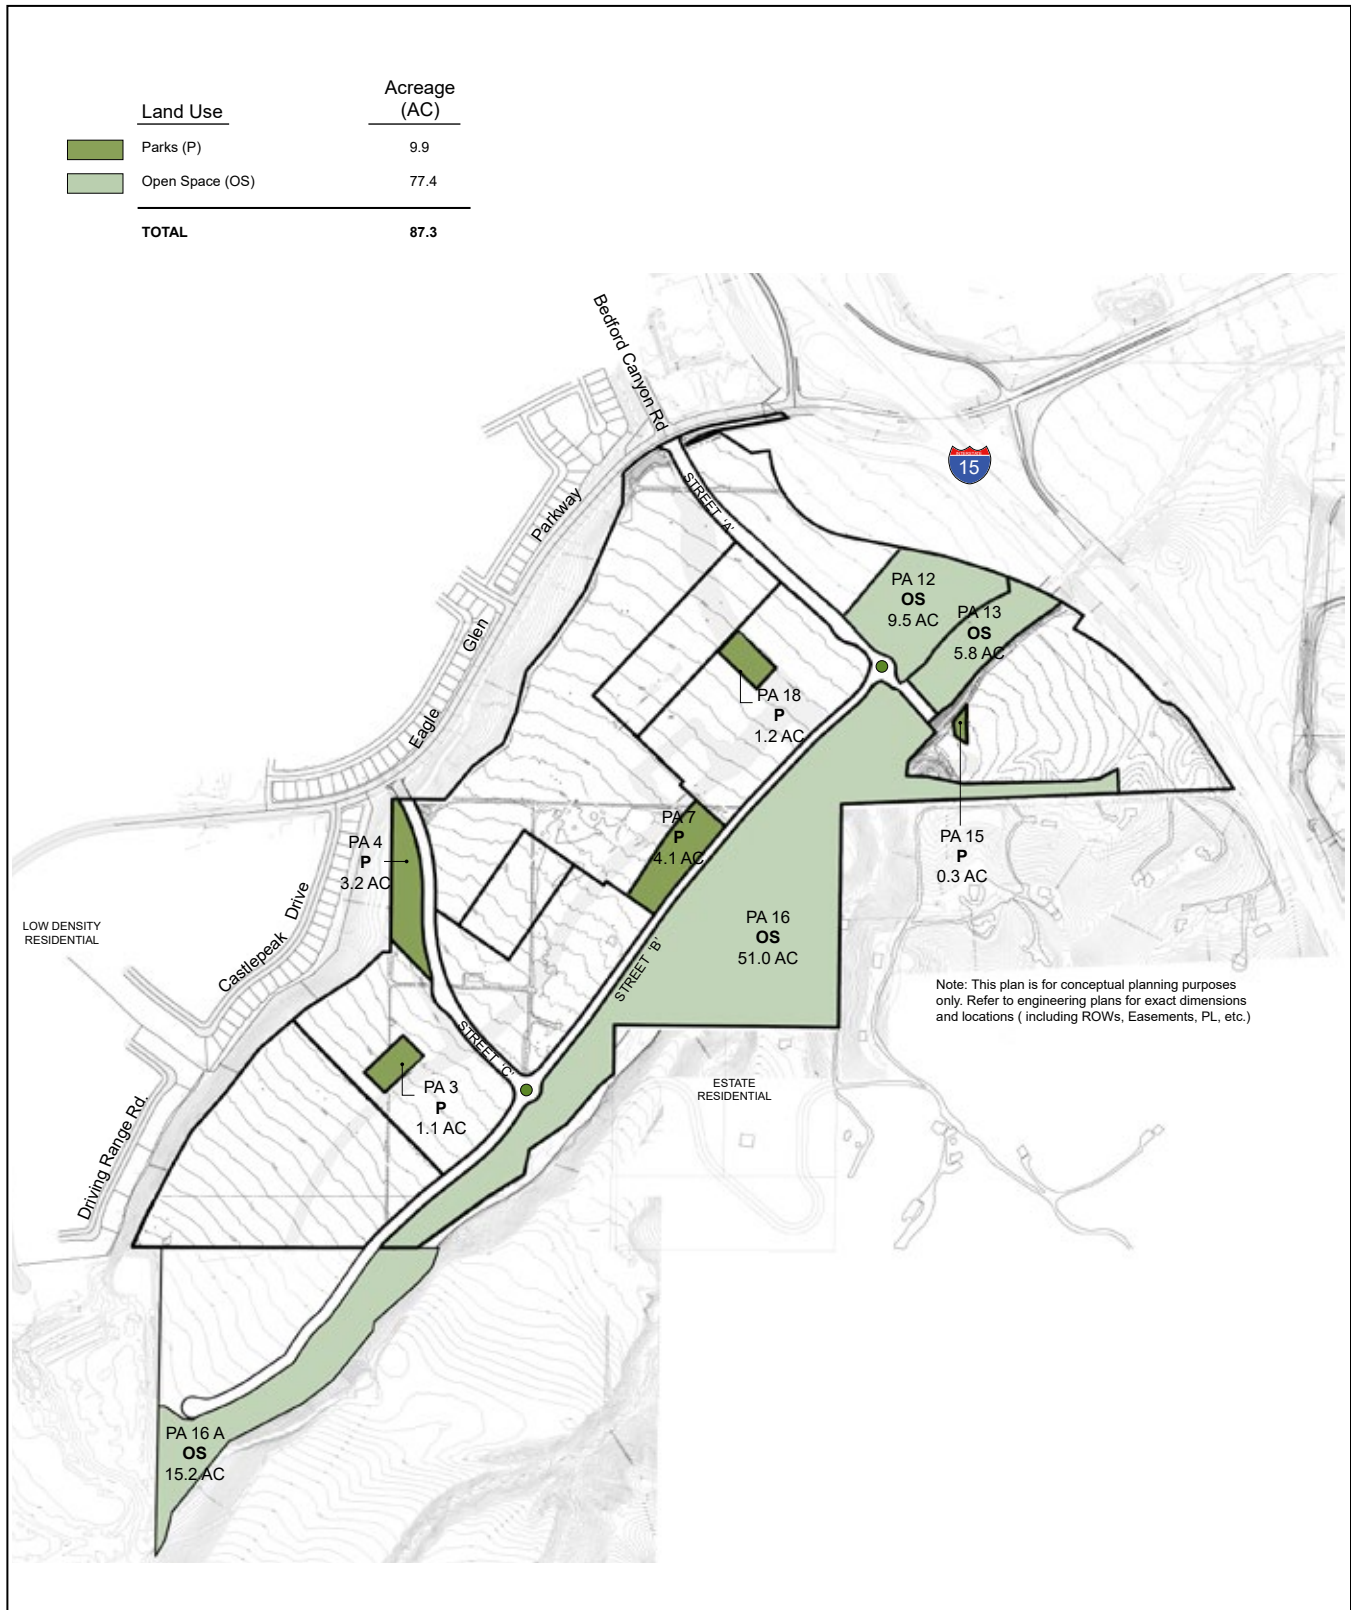 Land Use
Acreage
(AC)
Parks (P)
9.9
Open Space (OS)
77.4
TOTAL
87.3
Bedford Canyon Rd
15
STREET 'A'
Parkway
Glen
Eagle
PA 12
OS
9.5 AC
PA 13
OS
5.8 AC
PA 18
P
1.2 AC
PA 7
P
4.1 AC
PA 4
P
3.2 AC
PA 15
P
0.3 AC
LOW DENSITY
RESIDENTIAL
Castlepeak Drive
PA 16
OS
51.0 AC
STREET 'B'
Note: This plan is for conceptual planning purposes
only. Refer to engineering plans for exact dimensions
and locations ( including ROWs, Easements, PL, etc.)
STREET 'C'
PA 3
P
1.1 AC
ESTATE
RESIDENTIAL
Driving Range Rd.
PA 16 A
OS
15.2 AC